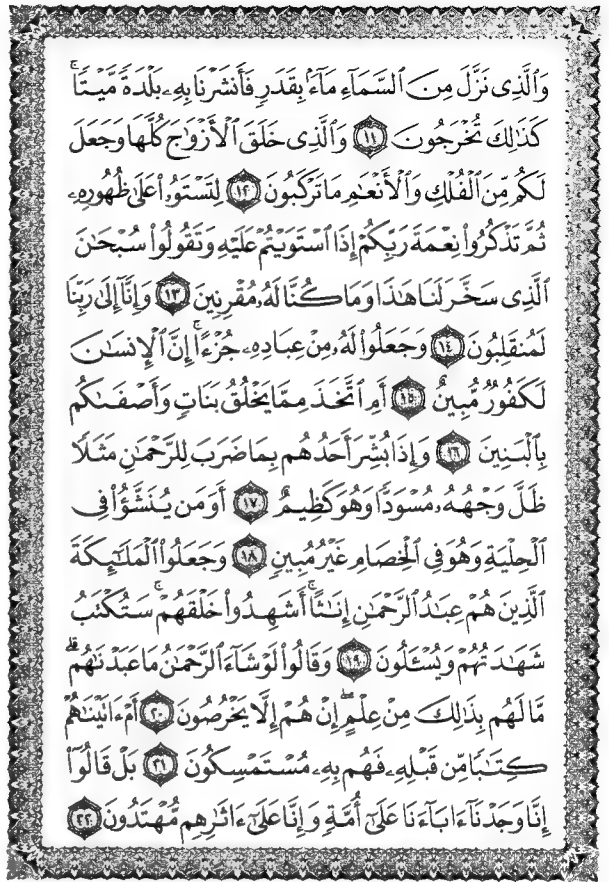 وَٱلَّذِى نَزَّلَ مِنَ ٱلسَّمَآءِ مَآءًۢ بِقَدَرٍ فَأَنشَرْنَا بِهِۦ بَلْدَةً مَّيْتًا ۚ
كَذَٰلِكَ تُخْرَجُونَ ١١ وَٱلَّذِى خَلَقَ ٱلْأَزْوَٰجَ كُلَّهَا وَجَعَلَ
لَكُم مِّنَ ٱلْفُلْكِ وَٱلْأَنْعَٰمِ مَا تَرْكَبُونَ ١٢ لِتَسْتَوُۥا۟ عَلَىٰ ظُهُورِهِۦ
ثُمَّ تَذْكُرُوا۟ نِعْمَةَ رَبِّكُمْ إِذَا ٱسْتَوَيْتُمْ عَلَيْهِ وَتَقُولُوا۟ سُبْحَٰنَ
ٱلَّذِى سَخَّرَ لَنَا هَٰذَا وَمَا كُنَّا لَهُۥ مُقْرِنِينَ ١٣ وَإِنَّآ إِلَىٰ رَبِّنَا
لَمُنقَلِبُونَ ١٤ وَجَعَلُوا۟ لَهُۥ مِنْ عِبَادِهِۦ جُزْءًا ۚ إِنَّ ٱلْإِنسَٰنَ
لَكَفُورٌ مُّبِينٌ ١٥ أَمِ ٱتَّخَذَ مِمَّا يَخْلُقُ بَنَاتٍ وَأَصْفَىٰكُم
بِٱلْبَنِينَ ١٦ وَإِذَا بُشِّرَ أَحَدُهُم بِمَا ضَرَبَ لِلرَّحْمَٰنِ مَثَلًا
ظَلَّ وَجْهُهُۥ مُسْوَدًّا وَهُوَ كَظِيمٌ ١٧ أَوَمَن يُنَشَّؤُا۟ فِى
ٱلْحِلْيَةِ وَهُوَ فِى ٱلْخِصَامِ غَيْرُ مُبِينٍ ١٨ وَجَعَلُوا۟ ٱلْمَلَٰٓئِكَةَ
ٱلَّذِينَ هُمْ عِبَٰدُ ٱلرَّحْمَٰنِ إِنَٰثًا ۚ أَشَهِدُوا۟ خَلْقَهُمْ ۚ سَتُكْتَبُ
شَهَٰدَتُهُمْ وَيُسْـَٔلُونَ ١٩ وَقَالُوا۟ لَوْ شَآءَ ٱلرَّحْمَٰنُ مَا عَبَدْنَٰهُم ۗ
مَّا لَهُم بِذَٰلِكَ مِنْ عِلْمٍ ۖ إِنْ هُمْ إِلَّا يَخْرُصُونَ ٢٠ أَمْ ءَاتَيْنَٰهُمْ
كِتَٰبًا مِّن قَبْلِهِۦ فَهُم بِهِۦ مُسْتَمْسِكُونَ ٢١ بَلْ قَالُوٓا۟
إِنَّا وَجَدْنَآ ءَابَآءَنَا عَلَىٰٓ أُمَّةٍ وَإِنَّا عَلَىٰٓ ءَاثَٰرِهِم مُّهْتَدُونَ ٢٢